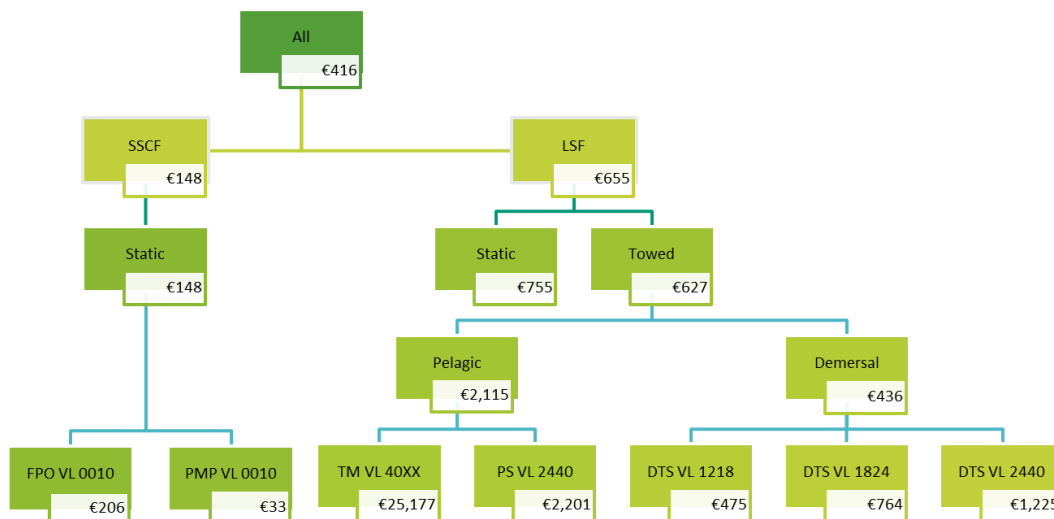 All
€416
SSCF
€148
LSF
€655
Static
€148
Static
€755
Towed
€627
Pelagic
€2,115
Demersal
€436
FPO VL 0010
€206
PMP VL 0010
€33
TM VL 40XX
€25,177
PS VL 2440
€2,201
DTS VL 1218
€475
DTS VL 1824
€764
DTS VL 2440
€1,225